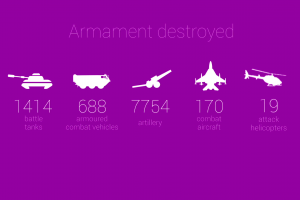 Armament destroyed
1414 688 7754 170 19
battle armoured artillery combat attack
tanks combat vehicles aircraft helicopters